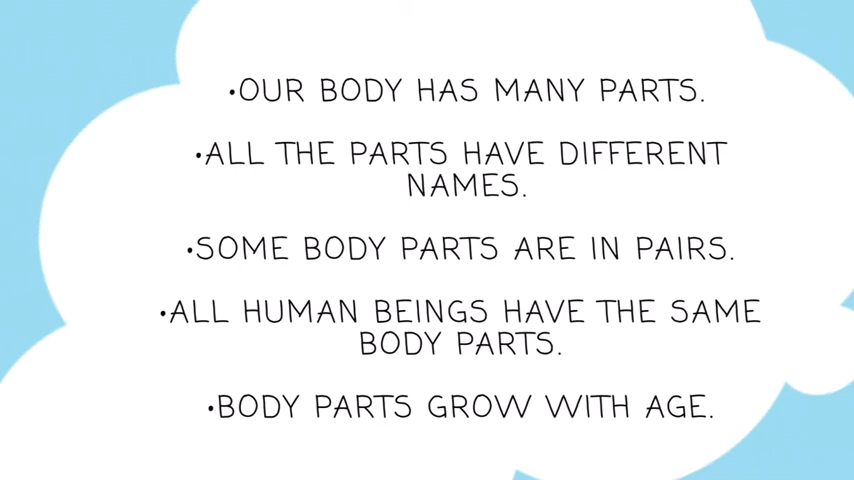 •OUR BODY HAS MANY PARTS.
•ALL THE PARTS HAVE DIFFERENT
NAMES.
•SOME BODY PARTS ARE IN PAIRS.
•ALL HUMAN BEINGS HAVE THE SAME
BODY PARTS.
•BODY PARTS GROW WITH AGE.